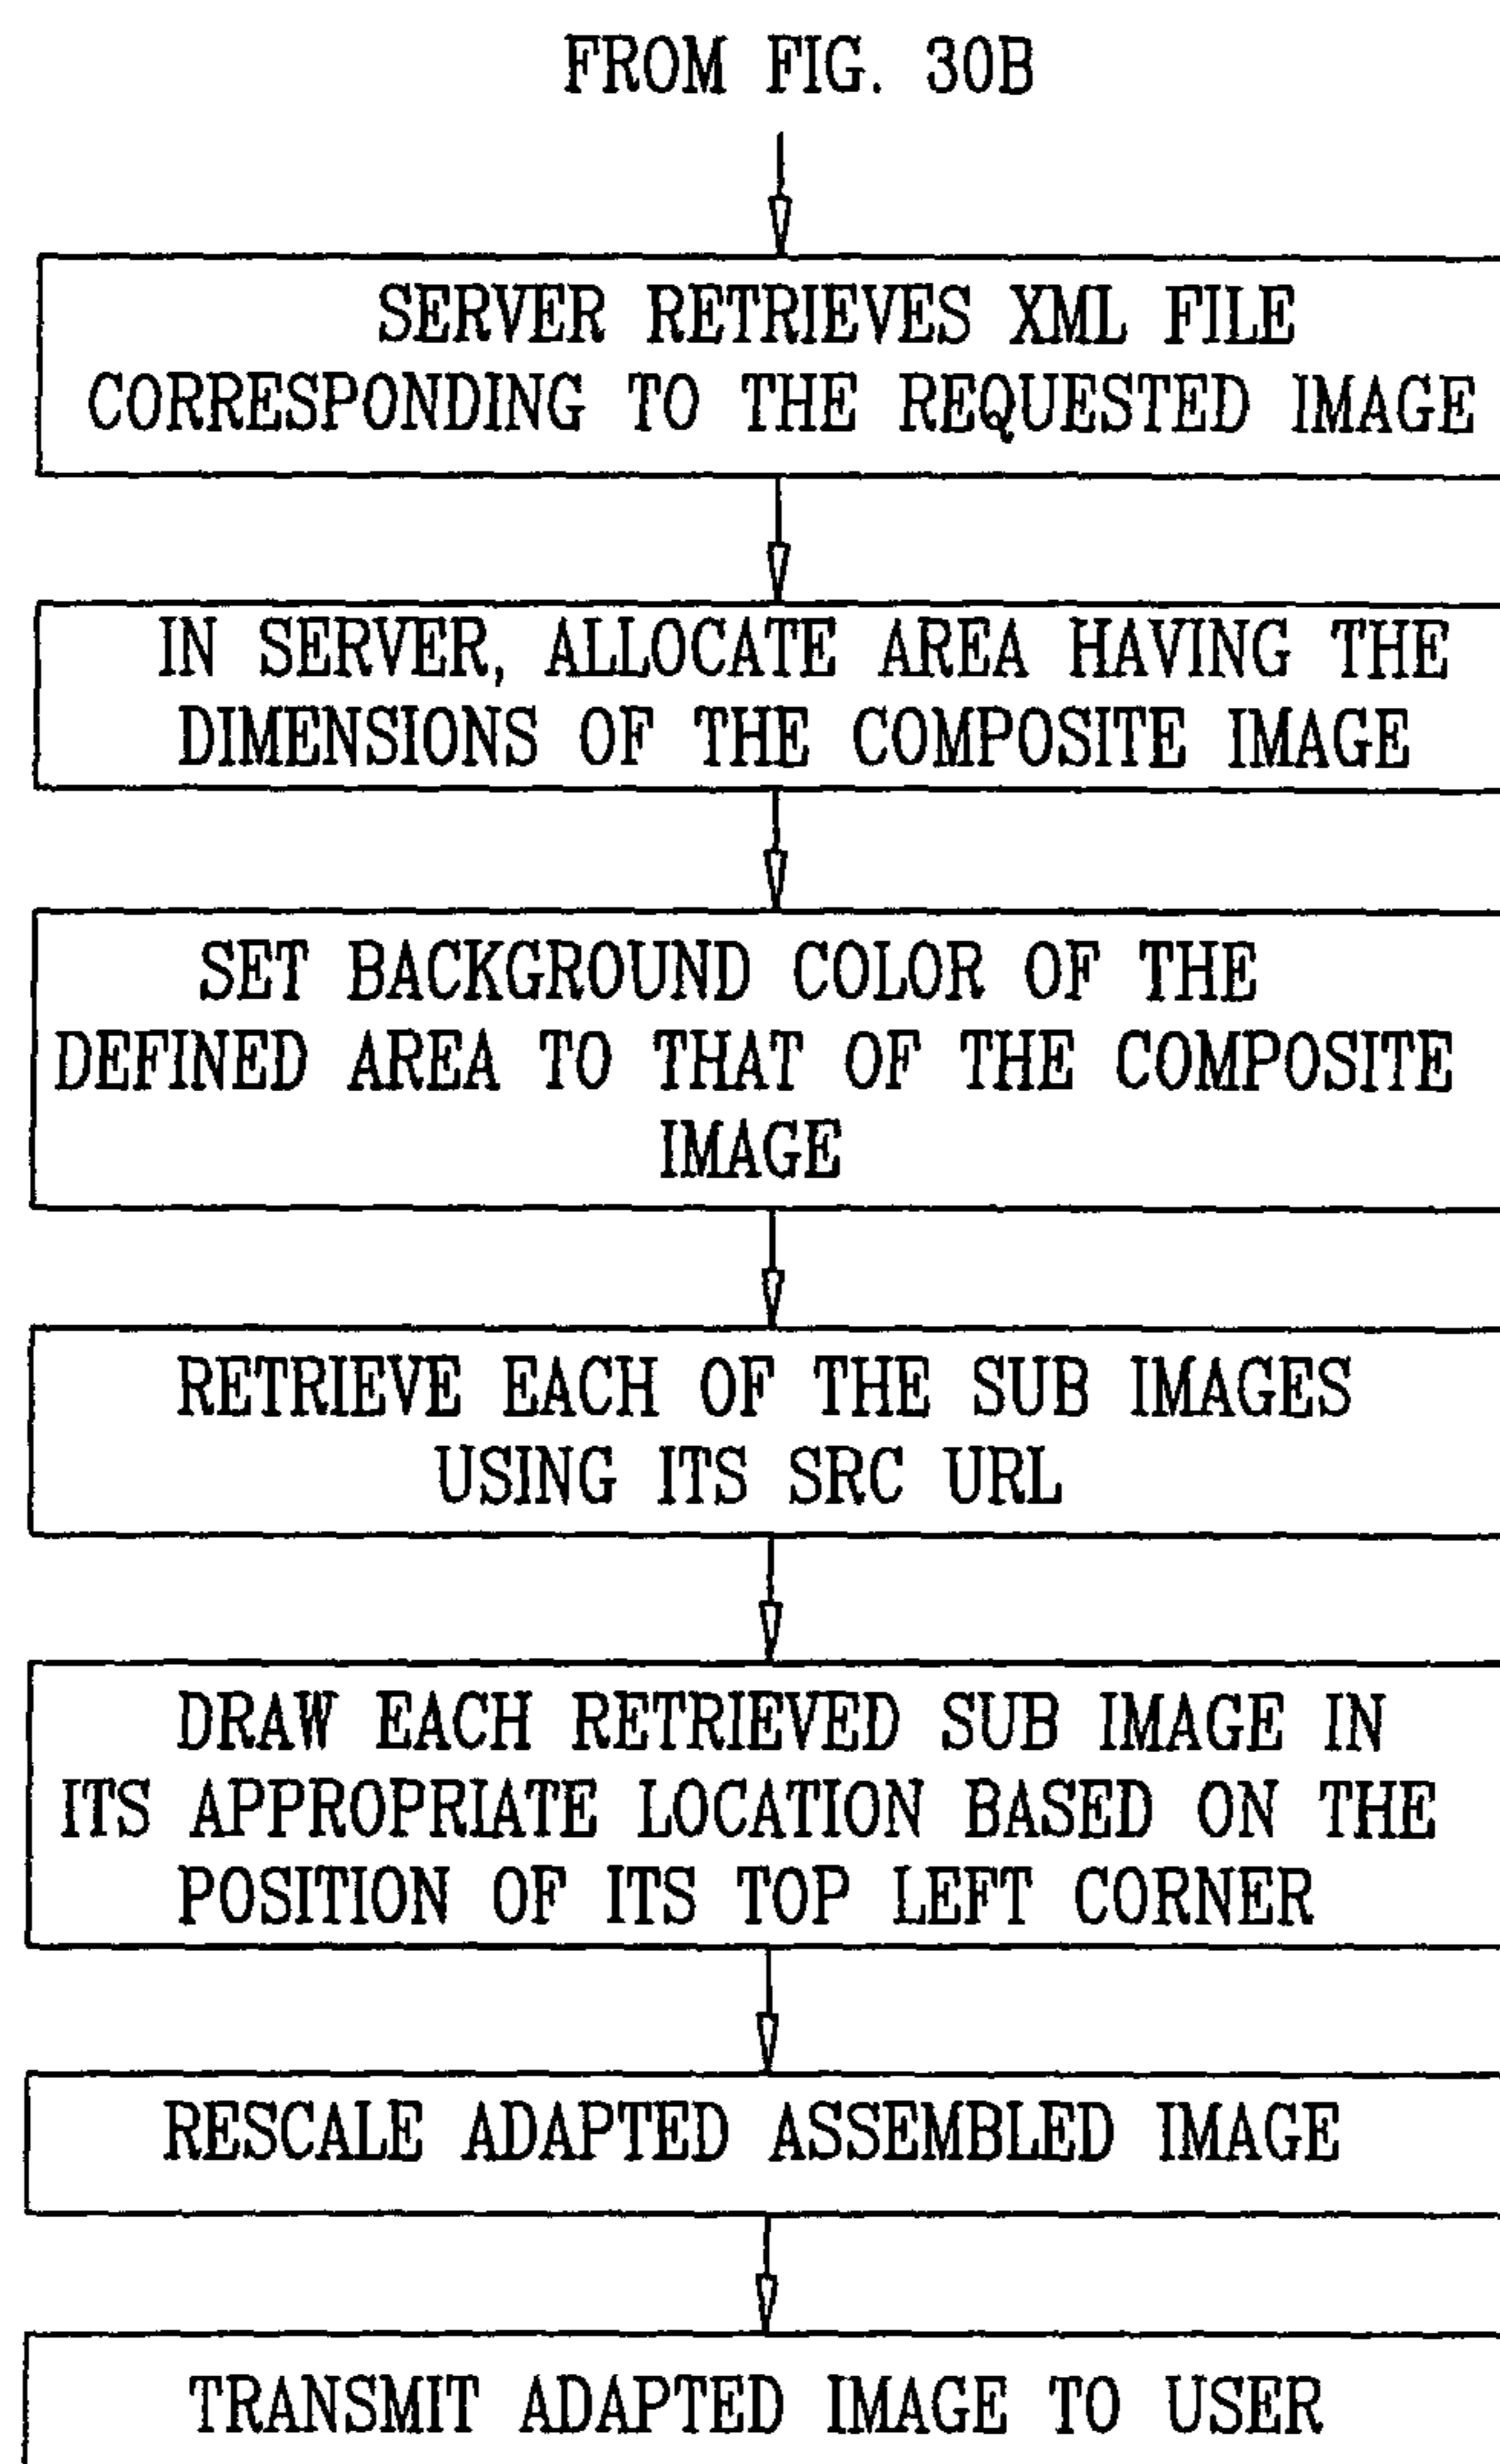 FROM FIG. 30B
SERVER RETRIEVES XML FILE
CORRESPONDING TO THE REQUESTED IMAGE
IN SERVER, ALLOCATE AREA HAVING THE
DIMENSIONS OF THE COMPOSITE IMAGE
SET BACKGROUND COLOR OF THE
DEFINED AREA TO THAT OF THE COMPOSITE
IMAGE
RETRIEVE EACH OF THE SUB IMAGES
USING ITS SRC URL
DRAW EACH RETRIEVED SUB IMAGE IN
ITS APPROPRIATE LOCATION BASED ON THE
POSITION OF ITS TOP LEFT CORNER
RESCALE ADAPTED ASSEMBLED IMAGE
TRANSMIT ADAPTED IMAGE TO USER